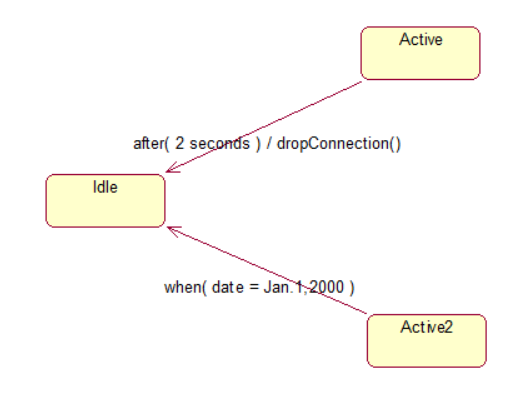 Active
after( 2 seconds ) / dropConnection()
Idle
when( date = Jan.1,2000 )
Active2